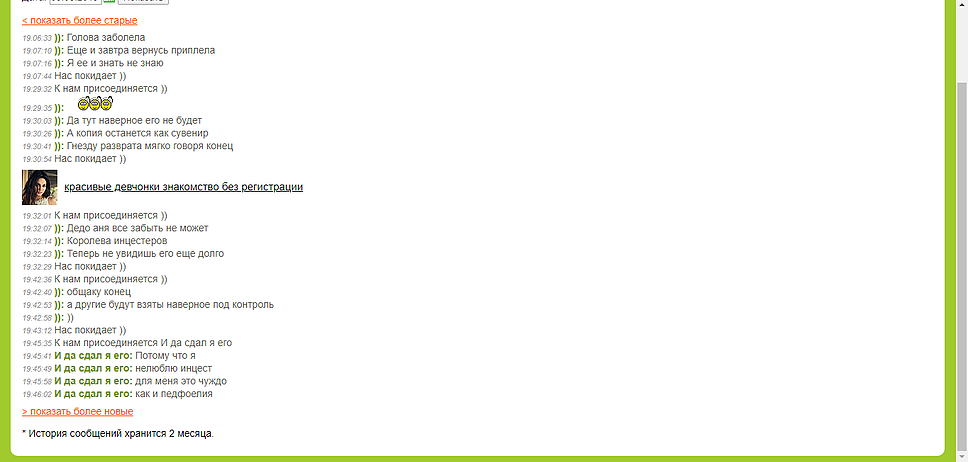 < показать более старые
19:06:33 )): Голова заболела
19:07:10 )): Еще и завтра вернусь приплела
19:07:16 )): Я ее и знать не знаю
19:07:44 Нас покидает ))
19:29:32 К нам присоединяется ))
19:29:35 )):
19:30:03 )): Да тут наверное его не будет
19:30:26 )): А копия останется как сувенир
19:30:41 )): Гнезду разврата мягко говоря конец
19:30:54 Нас покидает ))
красивые девчонки знакомство без регистрации
19:32:01 К нам присоединяется ))
19:32:07 )): Дедо аня все забыть не может
19:32:14 )): Королева инцестеров
19:32:23 )): Теперь не увидишь его еще долго
19:32:29 Нас покидает ))
19:42:36 К нам присоединяется ))
19:42:40 )): общаку конец
19:42:53 )): а другие будут взяты наверное под контроль
19:42:58 )): ))
19:43:12 Нас покидает ))
19:45:35 К нам присоединяется И да сдал я его
19:45:41 И да сдал я его: Потому что я
19:45:49 И да сдал я его: нелюблю инцест
19:45:58 И да сдал я его: для меня это чуждо
19:46:02 И да сдал я его: как и педфоелия
> показать более новые
* История сообщений хранится 2 месяца.